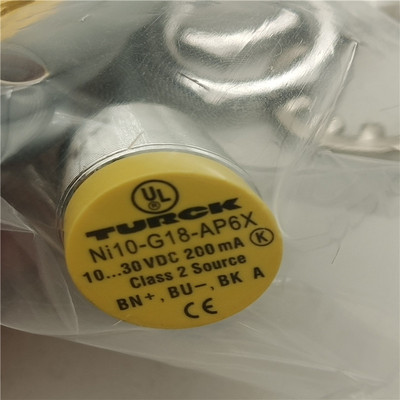 UL
TURCK
Ni10-G18-AP6X
10...30 VDC 200 mA K
Class 2 Source
BN+, BU-, BK A
CE